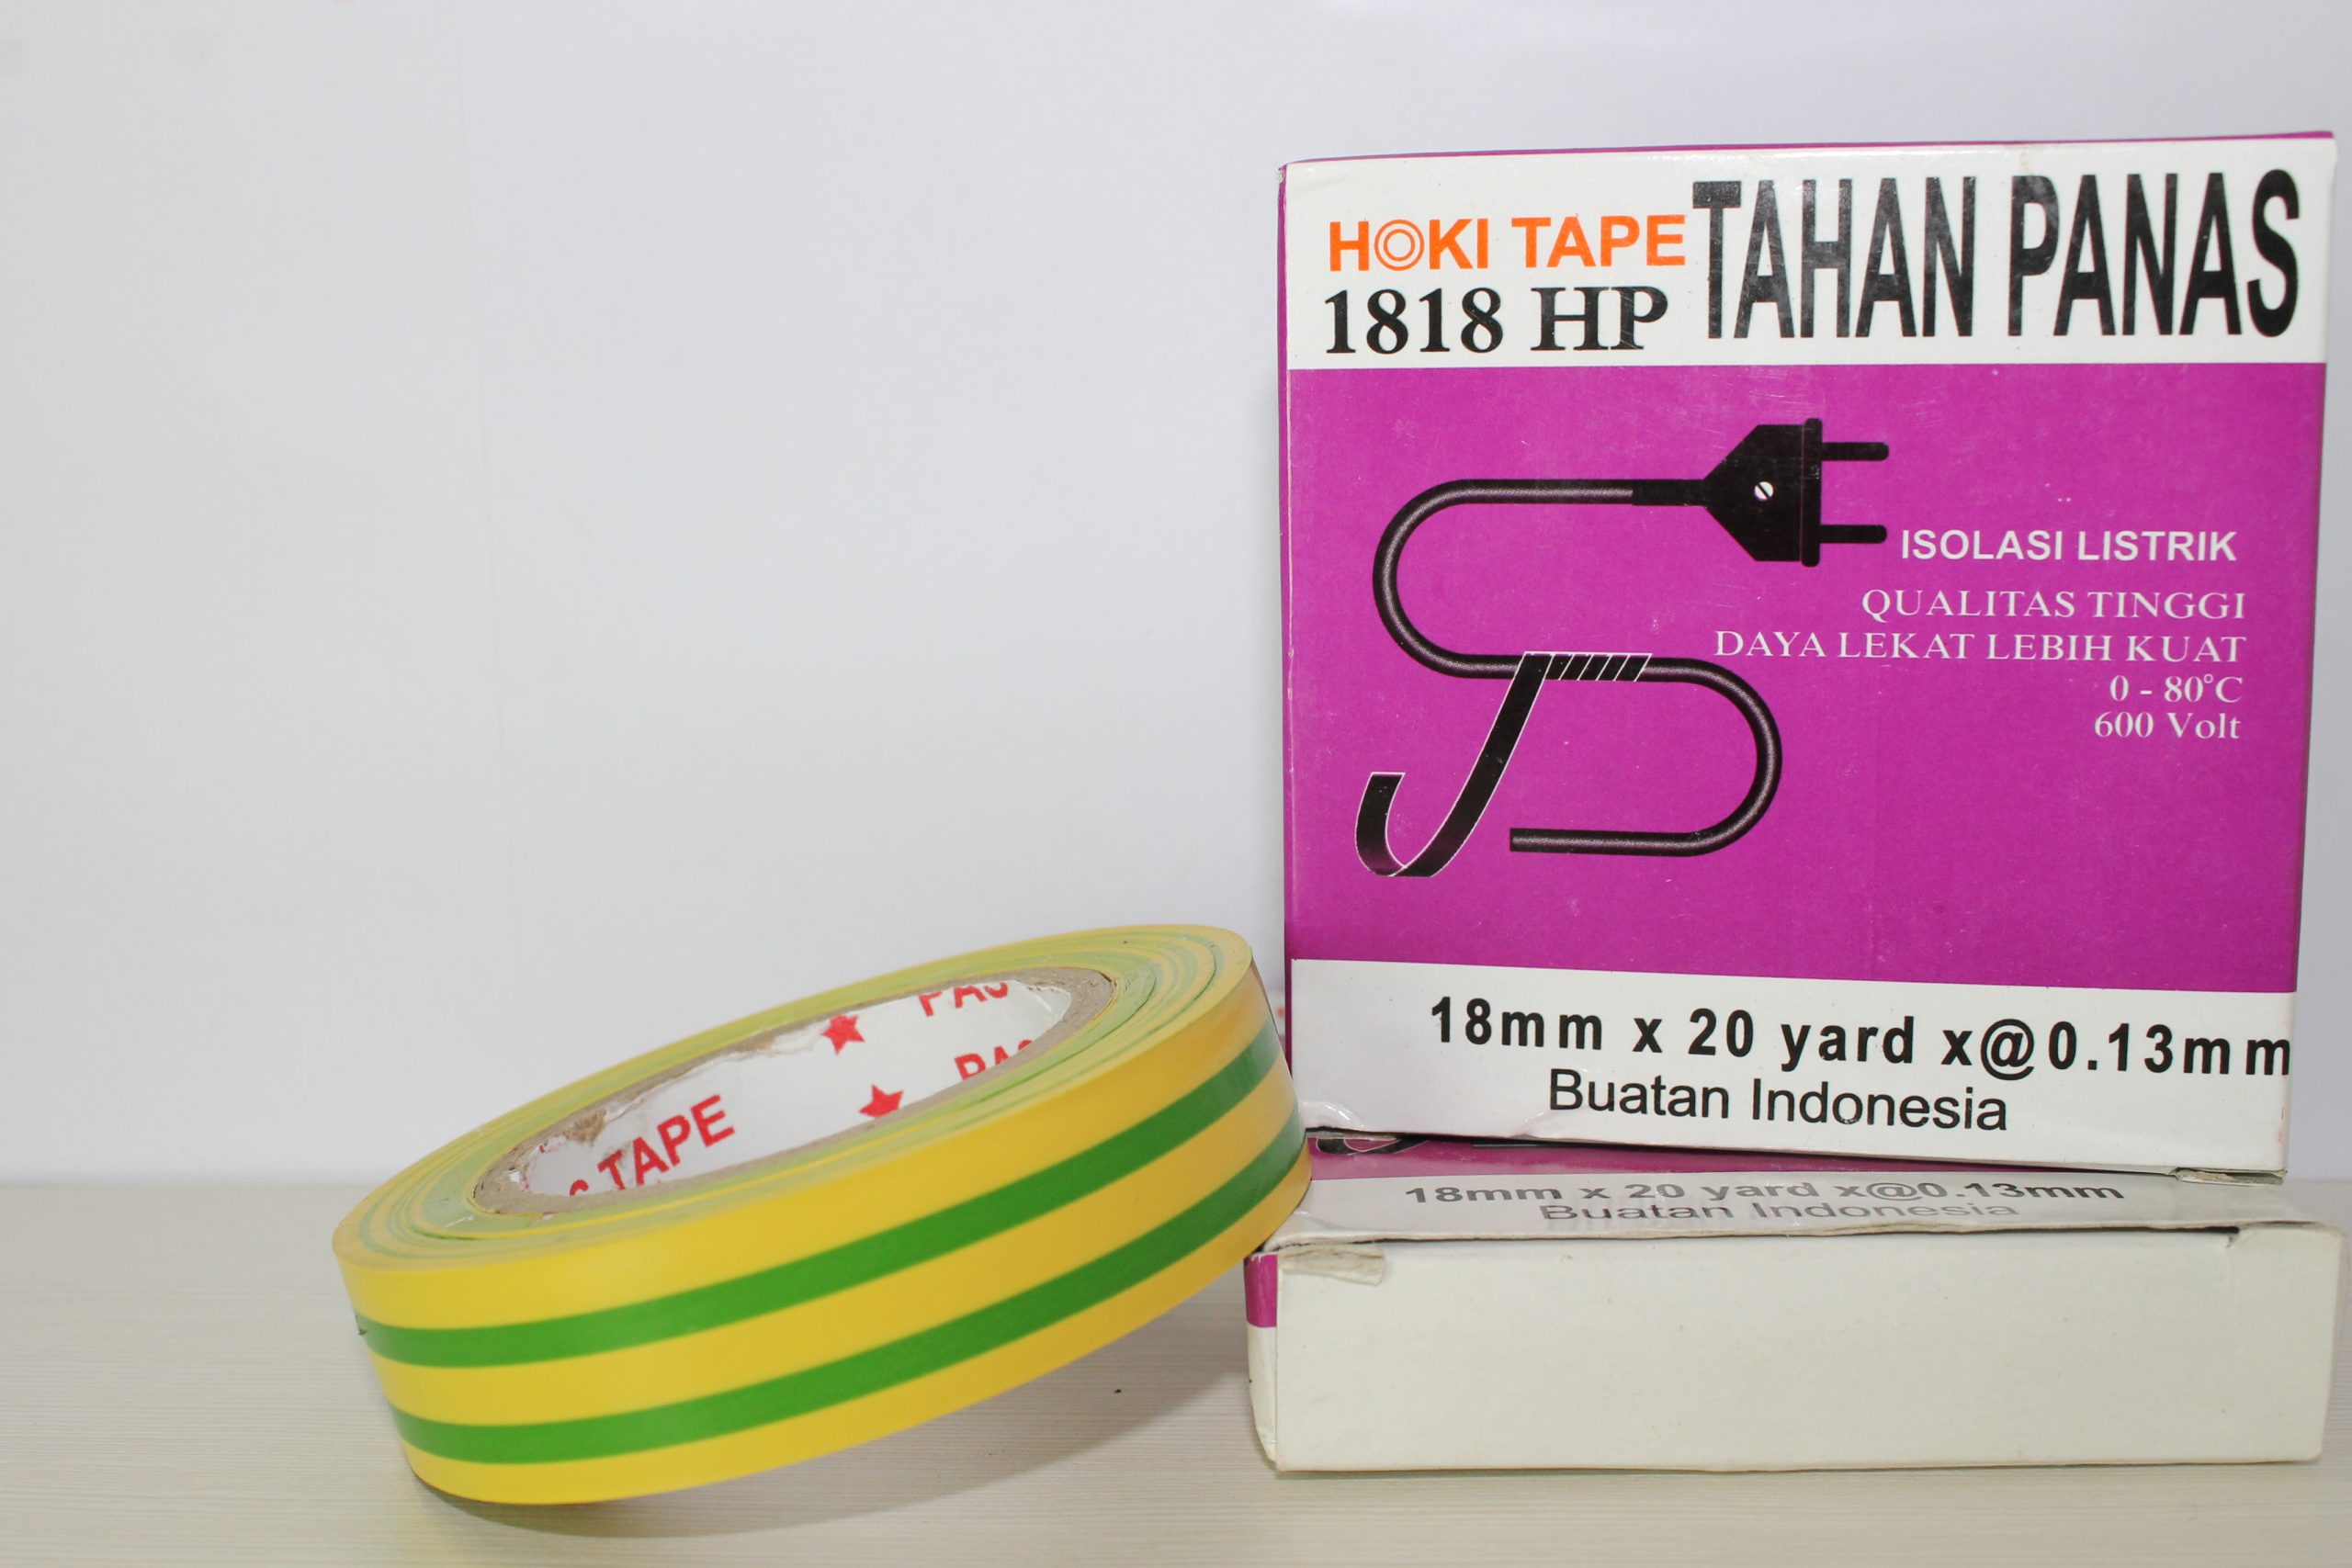 HOKI TAPE TAHAN PANAS
1818 HP
ISOLASI LISTRIK
QUALITAS TINGGI
DAYA LEKAT LEBIH KUAT
0 - 80°C
600 Volt
18mm x 20 yard x@0.13mm
Buatan Indonesia
18mm x 20 yard x@0.13mm
Buatan Indonesia
TAPE